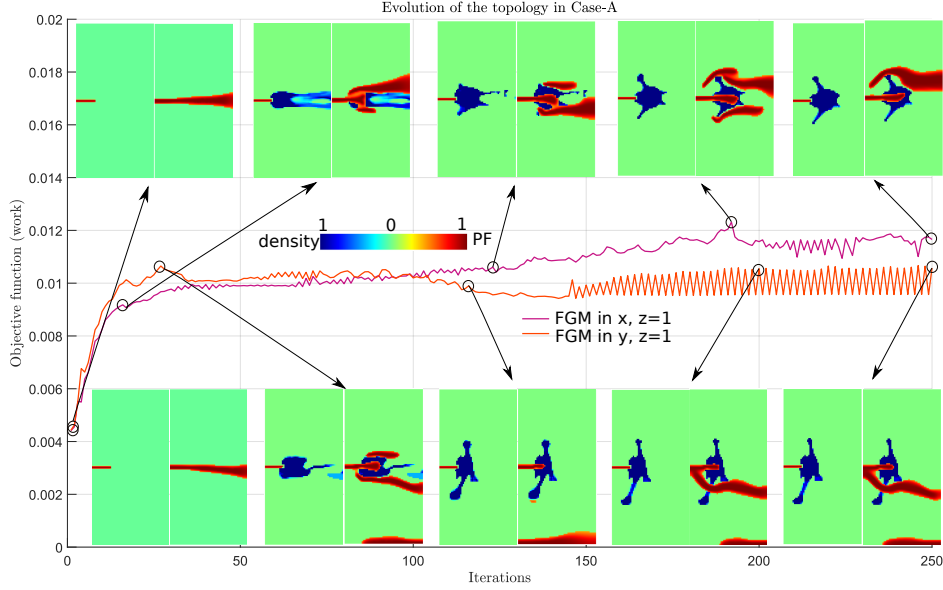 Evolution of the topology in Case-A
0.02
0.018
0.016
0.014
0.012
0.01
0.008
0.006
0.004
0.002
0
Objective function (work)
1 0 1
density PF
FGM in x, z=1
FGM in y, z=1
0 50 100 150 200 250
Iterations